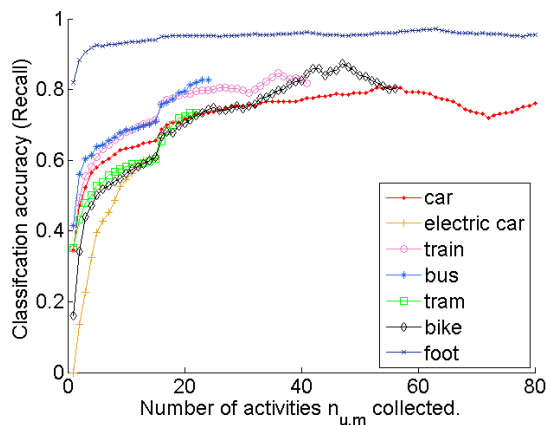 1
0.8
0.6
0.4
0.2
0
Classifcation accuracy (Recall)
car
electric car
train
bus
tram
bike
foot
0 20 40 60 80
Number of activities n_u,m collected.